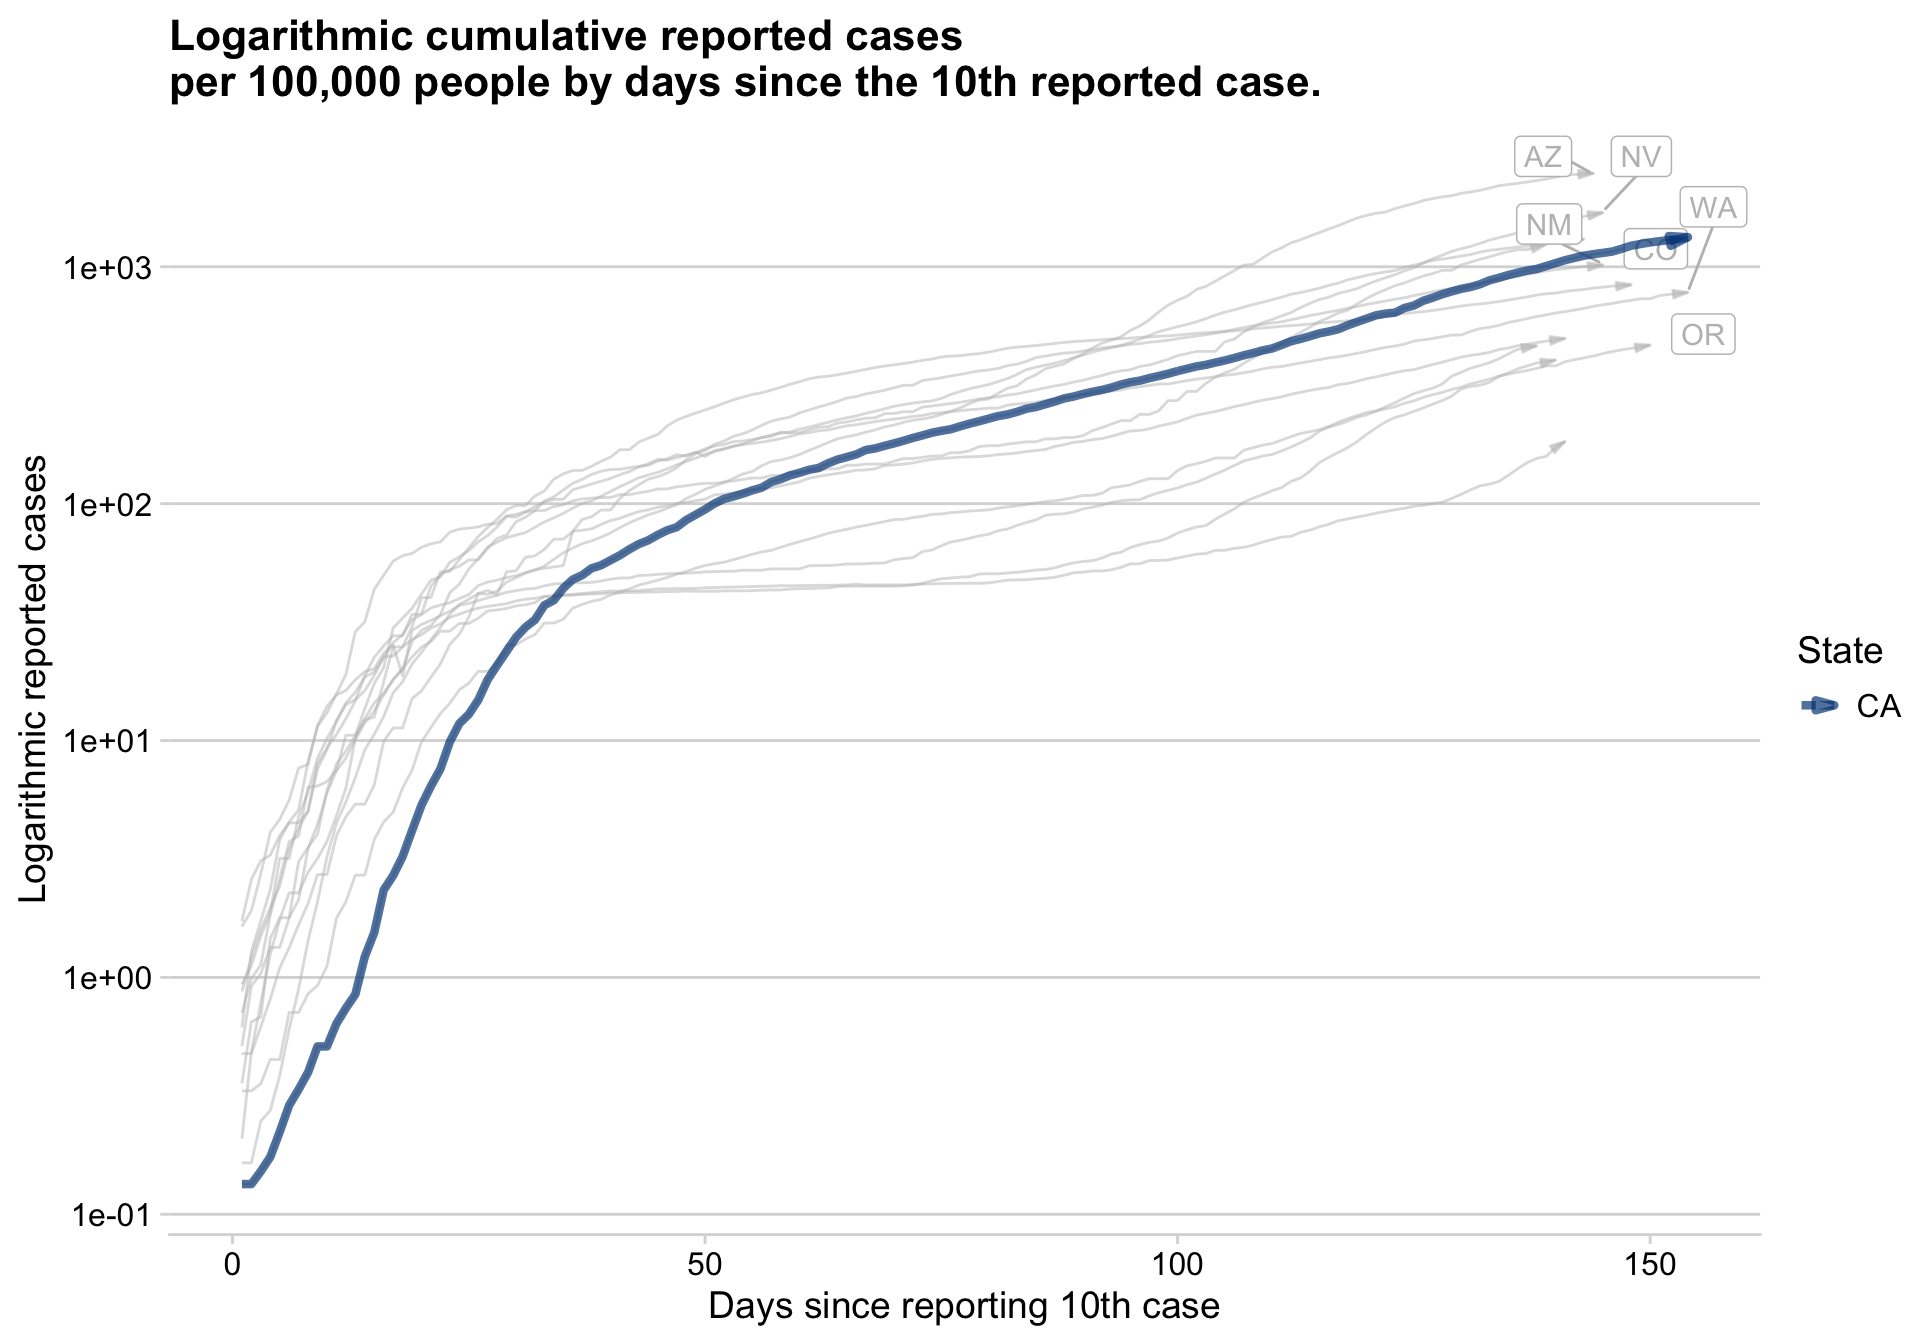 Logarithmic cumulative reported cases
per 100,000 people by days since the 10th reported case.
AZ
NV
WA
NM
CO
OR
1e+03
1e+02
1e+01
1e+00
1e-01
Logarithmic reported cases
State
CA
0
50
100
150
Days since reporting 10th case